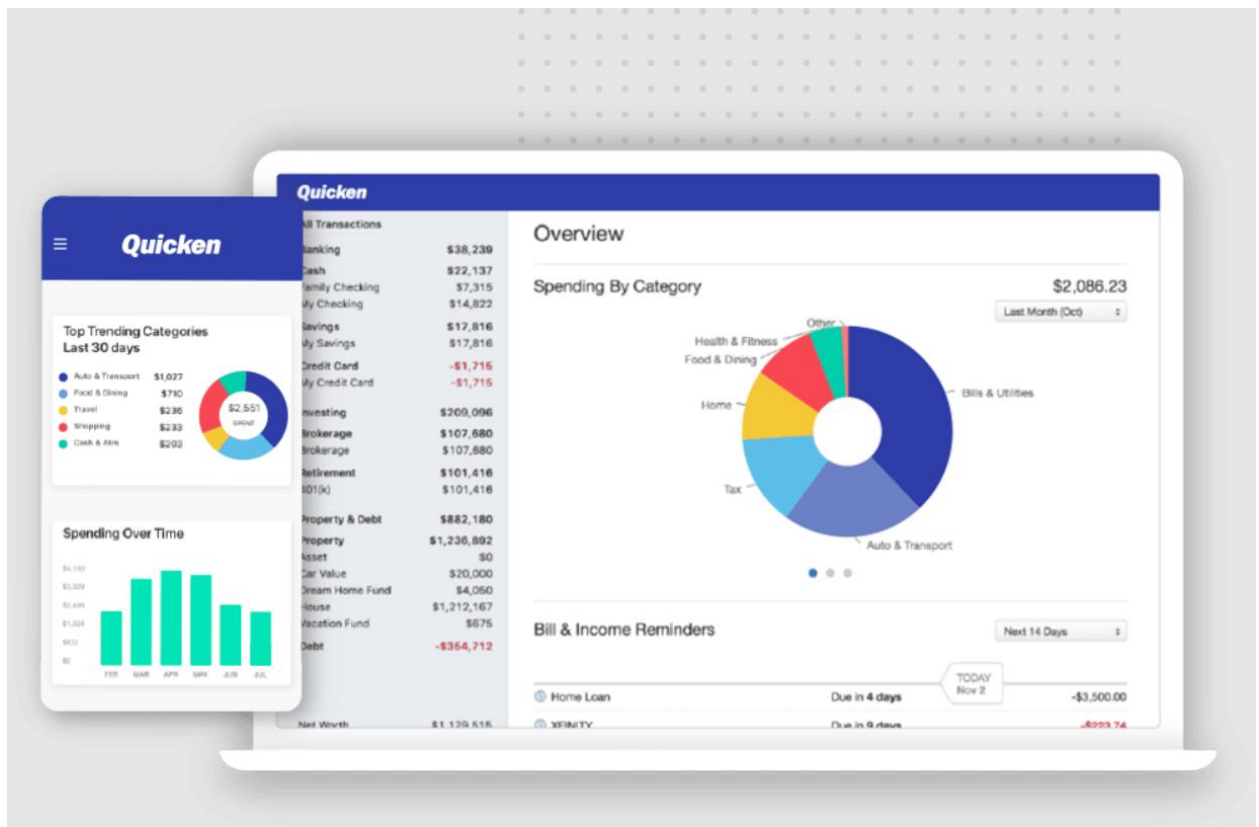 Quicken
Top Trending Categories
Last 30 days
Auto & Transport $1,027
Food & Dining $710
Travel $236
Shopping $233
Cash & Atm $203
$2,551
SPENT
Spending Over Time
$0
FEB MAR APR MAY JUN JUL
Quicken
All Transactions
Banking $38,239
Cash $22,137
Family Checking $7,315
My Checking $14,822
Savings $17,816
My Savings $17,816
Credit Card -$1,715
My Credit Card -$1,715
Investing $209,096
Brokerage $107,680
Brokerage $107,680
Retirement $101,416
401(k) $101,416
Property & Debt $882,180
Property $1,236,892
Asset $0
Car Value $20,000
Dream Home Fund $4,050
House $1,212,167
Vacation Fund $675
Debt -$354,712
Net Worth $1,129,515
Overview
Spending By Category $2,086.23
Last Month (Oct)
Other
Health & Fitness
Food & Dining
Home
Tax
Bills & Utilities
Auto & Transport
Bill & Income Reminders
Next 14 Days
TODAY
Nov 2
Home Loan Due in 4 days -$3,500.00
XFINITY Due in 9 days -$223.74